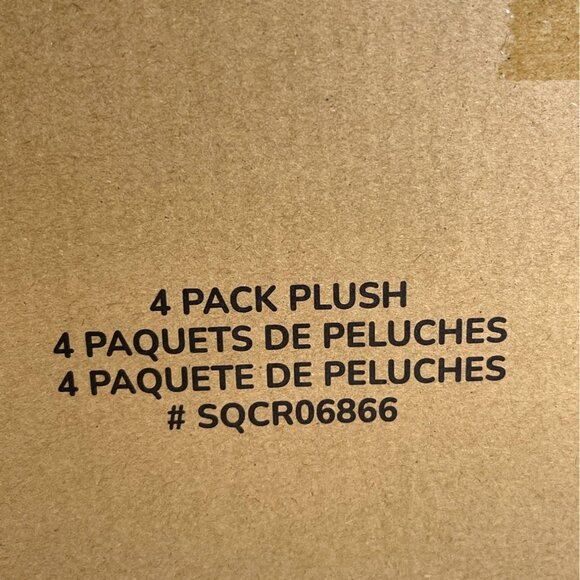 4 PACK PLUSH
4 PAQUETS DE PELUCHES
4 PAQUETE DE PELUCHES
# SQCR06866